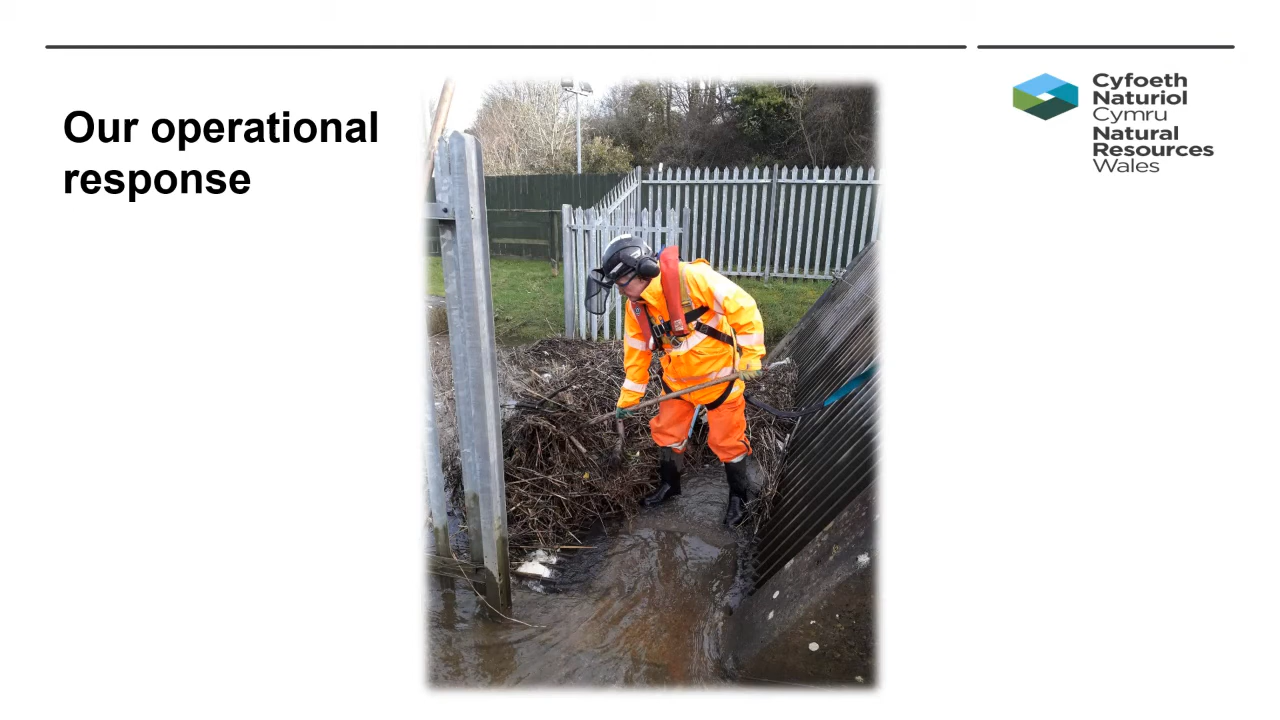 Our operational
response
Cyfoeth
Naturiol
Cymru
Natural
Resources
Wales